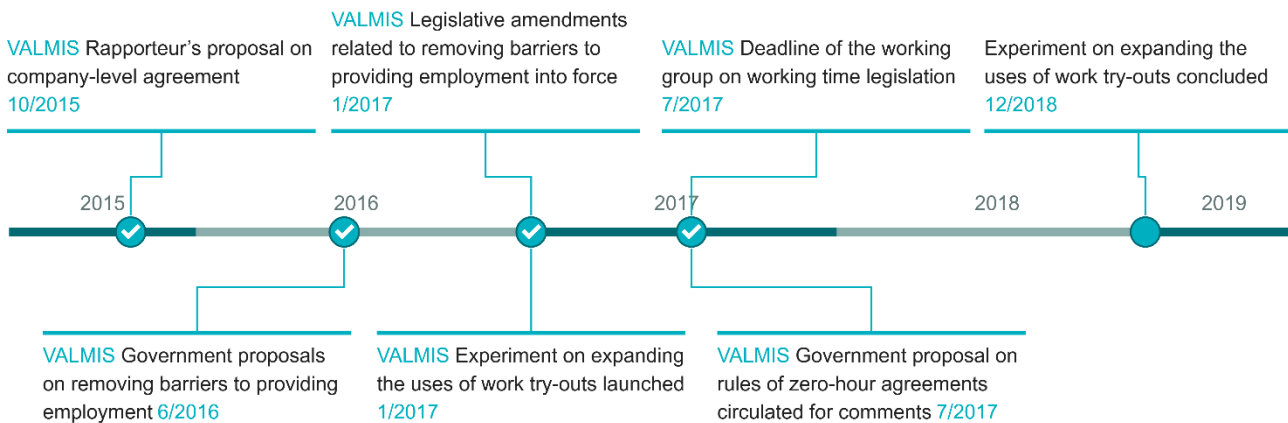 VALMIS Rapporteur's proposal on
company-level agreement
10/2015
VALMIS Legislative amendments
related to removing barriers to
providing employment into force
1/2017
VALMIS Deadline of the working
group on working time legislation
7/2017
Experiment on expanding the
uses of work try-outs concluded
12/2018
2015
2016
2017
2018
2019
VALMIS Government proposals
on removing barriers to providing
employment 6/2016
VALMIS Experiment on expanding
the uses of work try-outs launched
1/2017
VALMIS Government proposal on
rules of zero-hour agreements
circulated for comments 7/2017